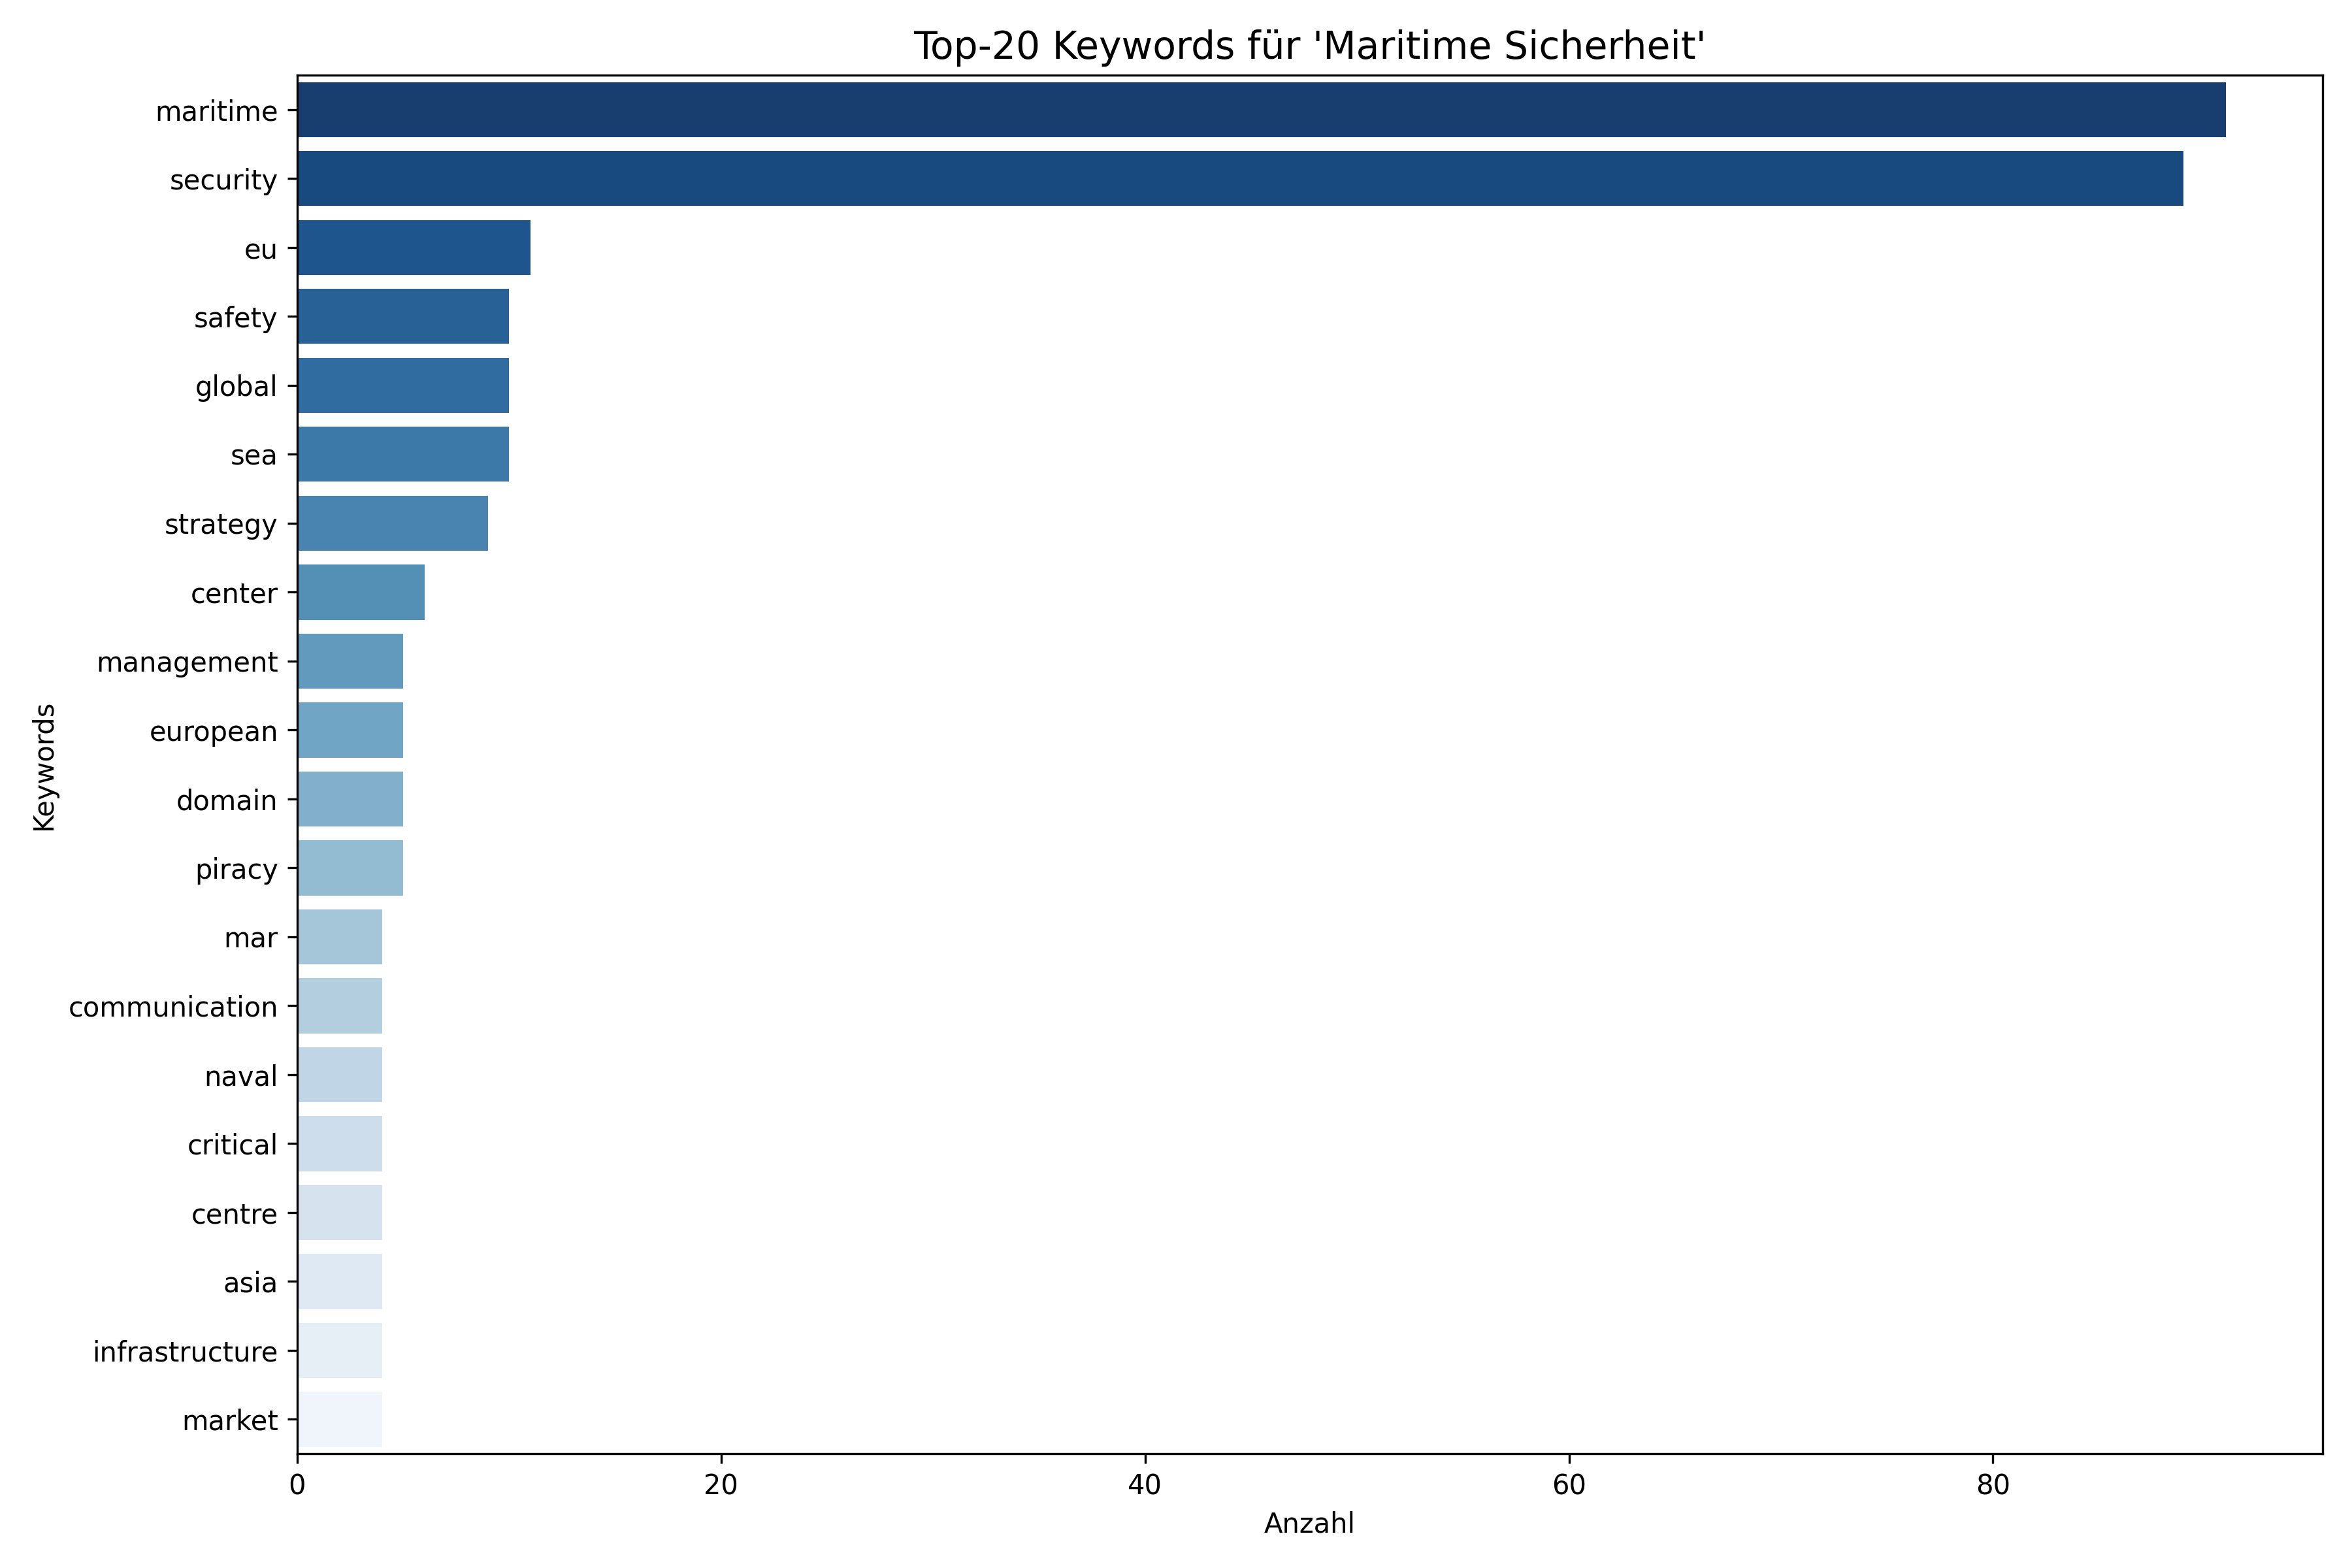 Top-20 Keywords für 'Maritime Sicherheit'
maritime
security
eu
safety
global
sea
strategy
center
management
european
domain
piracy
mar
communication
naval
critical
centre
asia
infrastructure
market
Keywords
0 20 40 60 80
Anzahl